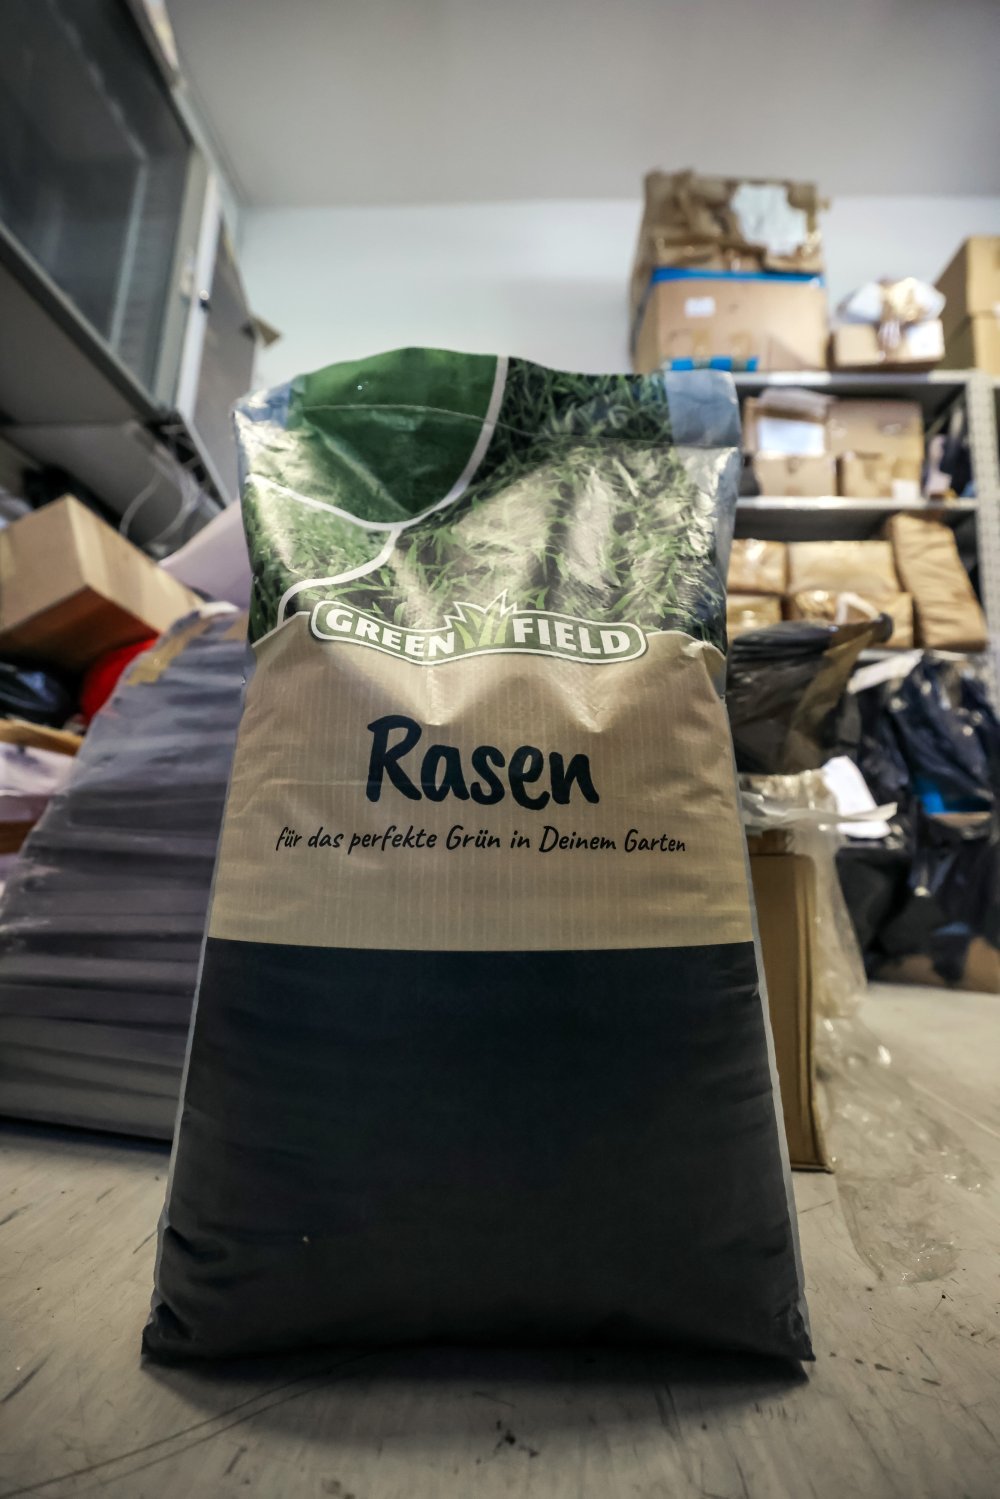 GREEN FIELD
Rasen
für das perfekte Grün in Deinem Garten